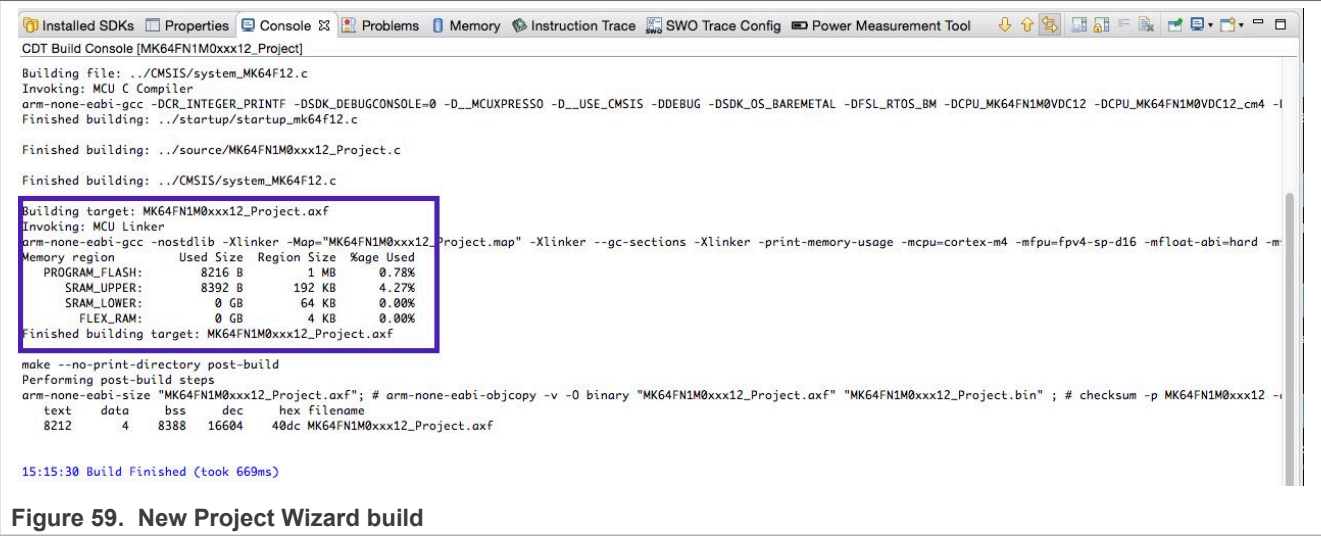 Installed SDKs Properties Console Problems Memory Instruction Trace SWO Trace Config Power Measurement Tool
CDT Build Console [MK64FN1M0xxx12_Project]
Building file: ../CMSIS/system_MK64F12.c
Invoking: MCU C Compiler
arm-none-eabi-gcc -DCR_INTEGER_PRINTF -DSDK_DEBUGCONSOLE=0 -D__MCUXPRESSO -D__USE_CMSIS -DDEBUG -DSDK_OS_BAREMETAL -DFSL_RTOS_BM -DCPU_MK64FN1M0VDC12 -DCPU_MK64FN1M0VDC12_cm4
Finished building: ../startup/startup_mk64f12.c
Finished building: ../source/MK64FN1M0xxx12_Project.c
Finished building: ../CMSIS/system_MK64F12.c
Building target: MK64FN1M0xxx12_Project.axf
Invoking: MCU Linker
arm-none-eabi-gcc -nostdlib -Xlinker -Map="MK64FN1M0xxx12_Project.map" -Xlinker --gc-sections -Xlinker -print-memory-usage -mcpu=cortex-m4 -mfpu=fpv4-sp-d16 -mfloat-abi=hard -m
Memory region Used Size Region Size %age Used
PROGRAM_FLASH: 8216 B 1 MB 0.78%
SRAM_UPPER: 8392 B 192 KB 4.27%
SRAM_LOWER: 0 GB 64 KB 0.00%
FLEX_RAM: 0 GB 4 KB 0.00%
Finished building target: MK64FN1M0xxx12_Project.axf
make --no-print-directory post-build
Performing post-build steps
arm-none-eabi-size "MK64FN1M0xxx12_Project.axf"; # arm-none-eabi-objcopy -v -O binary "MK64FN1M0xxx12_Project.axf" "MK64FN1M0xxx12_Project.bin" ; # checksum -p MK64FN1M0xxx12
text data bss dec hex filename
8212 4 8388 16604 40dc MK64FN1M0xxx12_Project.axf
15:15:30 Build Finished (took 669ms)
Figure 59. New Project Wizard build